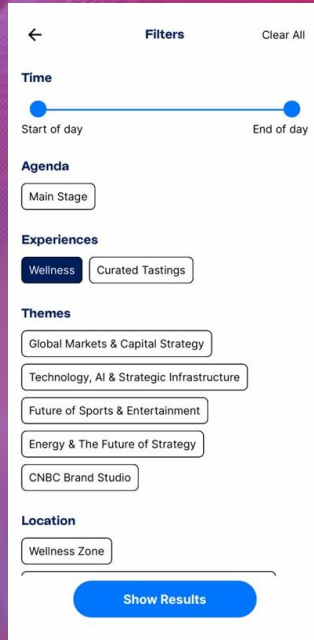 Filters
Clear All
Time
Start of day
End of day
Agenda
Main Stage
Experiences
Wellness
Curated Tastings
Themes
Global Markets & Capital Strategy
Technology, AI & Strategic Infrastructure
Future of Sports & Entertainment
Energy & The Future of Strategy
CNBC Brand Studio
Location
Wellness Zone
Show Results